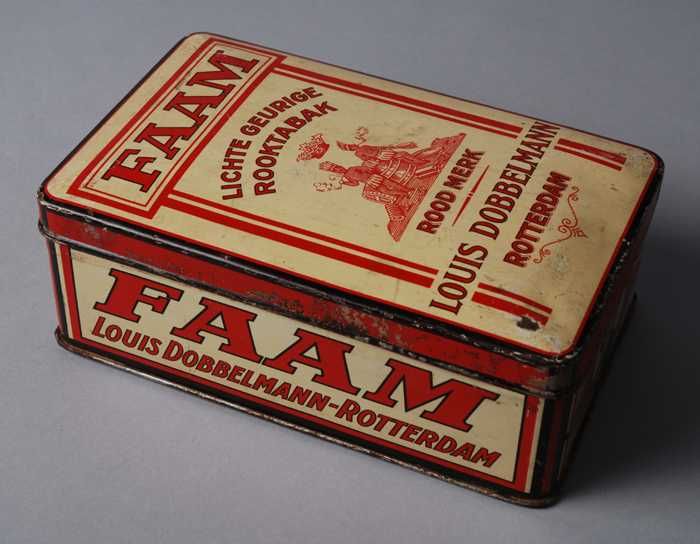 FAAM
LICHTE GEURIGE
ROOKTABAK
ROOD MERK
LOUIS DOBBELMANN
ROTTERDAM
FAAM
LOUIS DOBBELMANN-ROTTERDAM